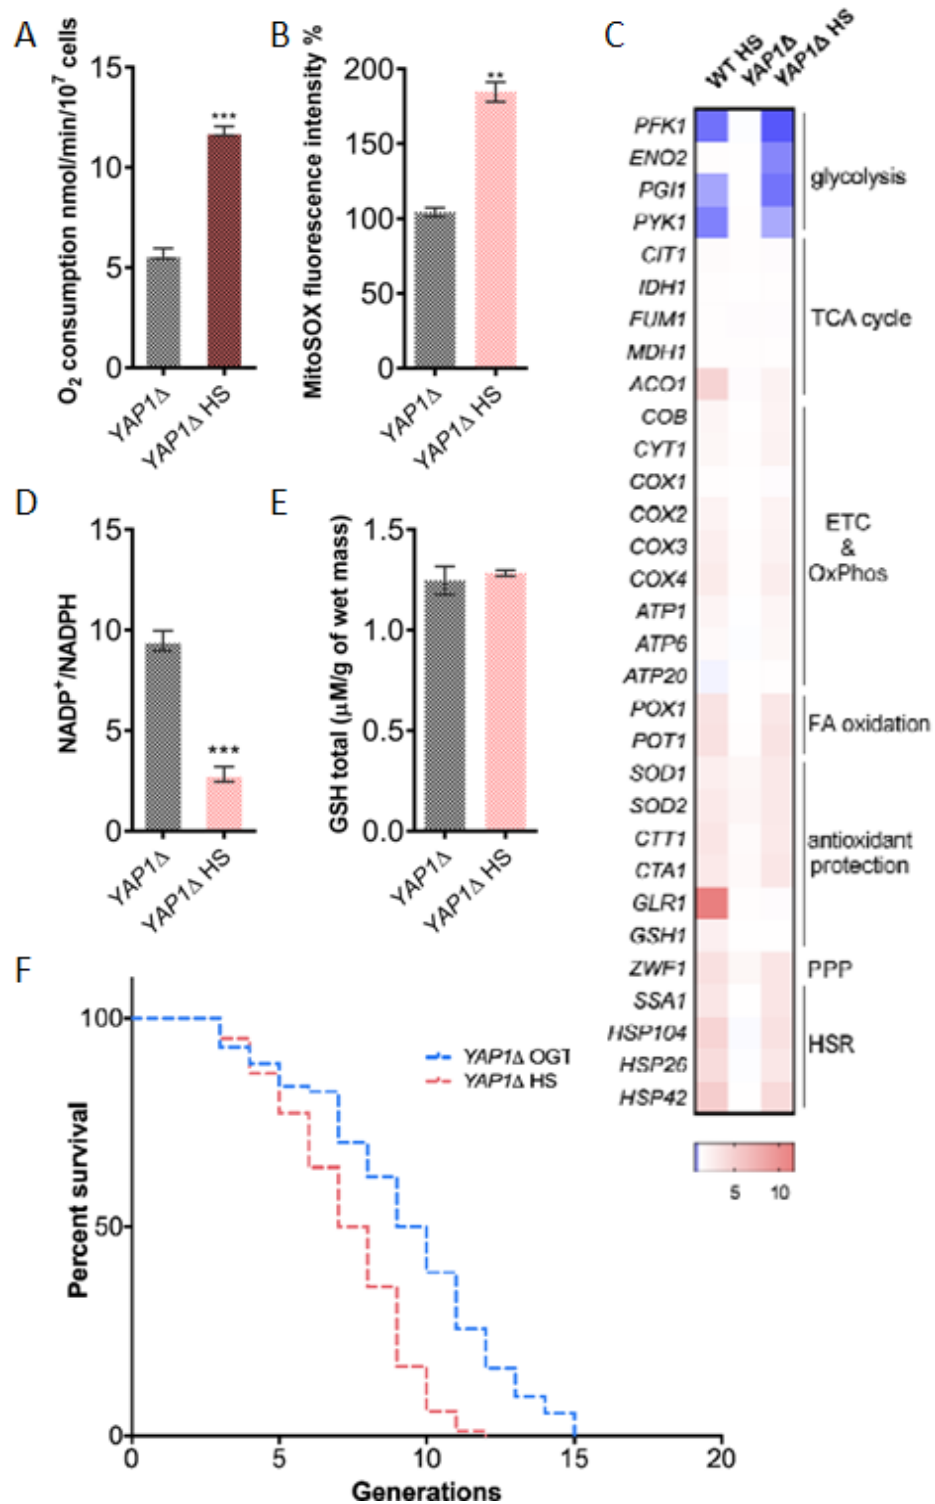 A
O2 consumption nmol/min/10^7 cells
15
10
5
0
***
YAP1Δ
YAP1Δ HS
B
MitoSOX fluorescence intensity %
200
150
100
50
0
**
YAP1Δ
YAP1Δ HS
C
WT HS
YAP1Δ
YAP1Δ HS
PFK1
ENO2
PGI1
PYK1
glycolysis
CIT1
IDH1
FUM1
MDH1
ACO1
TCA cycle
COB
CYT1
COX1
COX2
COX3
COX4
ATP1
ATP6
ATP20
ETC
&
OxPhos
POX1
POT1
FA oxidation
SOD1
SOD2
CTT1
CTA1
GLR1
GSH1
antioxidant
protection
ZWF1
PPP
SSA1
HSP104
HSP26
HSP42
HSR
5 10
D
NADP+/NADPH
15
10
5
0
***
YAP1Δ
YAP1Δ HS
E
GSH total (µM/g of wet mass)
1.5
1.0
0.5
0.0
YAP1Δ
YAP1Δ HS
F
Percent survival
100
50
0
YAP1Δ OGT
YAP1Δ HS
0 5 10 15 20
Generations